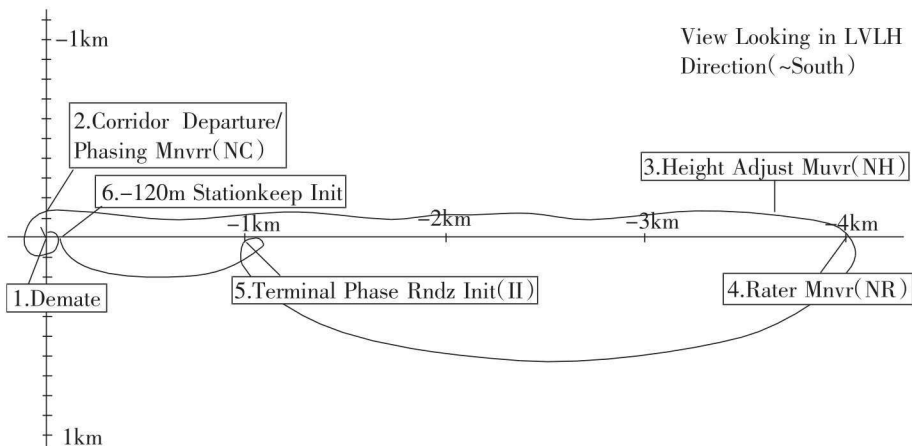 -1km
View Looking in LVLH
Direction(~South)
2.Corridor Departure/
Phasing Mnvrr(NC)
6.-120m Stationkeep Init
3.Height Adjust Muvr(NH)
-1km
-2km
-3km
-4km
1.Demate
5.Terminal Phase Rndz Init(II)
4.Rater Mnvr(NR)
1km